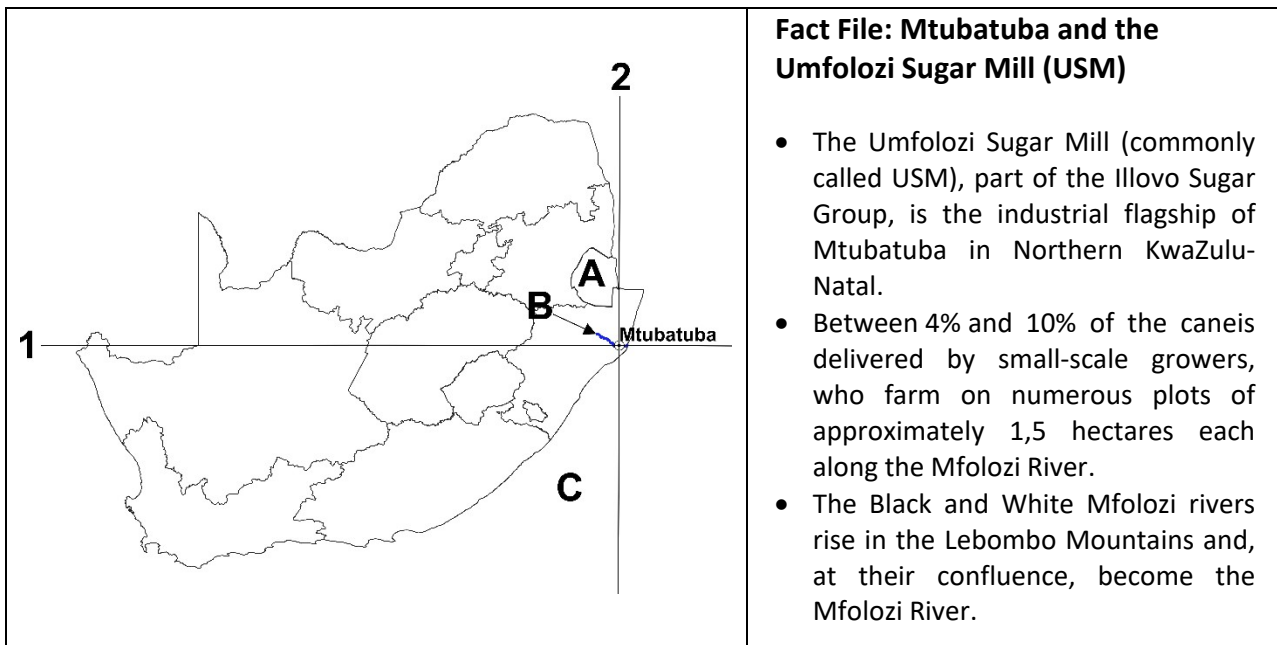 2
A
B
Mtubatuba
1
C
Fact File: Mtubatuba and the
Umfolozi Sugar Mill (USM)
• The Umfolozi Sugar Mill (commonly
called USM), part of the Illovo Sugar
Group, is the industrial flagship of
Mtubatuba in Northern KwaZulu-
Natal.
• Between 4% and 10% of the caneis
delivered by small-scale growers,
who farm on numerous plots of
approximately 1,5 hectares each
along the Mfolozi River.
• The Black and White Mfolozi rivers
rise in the Lebombo Mountains and,
at their confluence, become the
Mfolozi River.